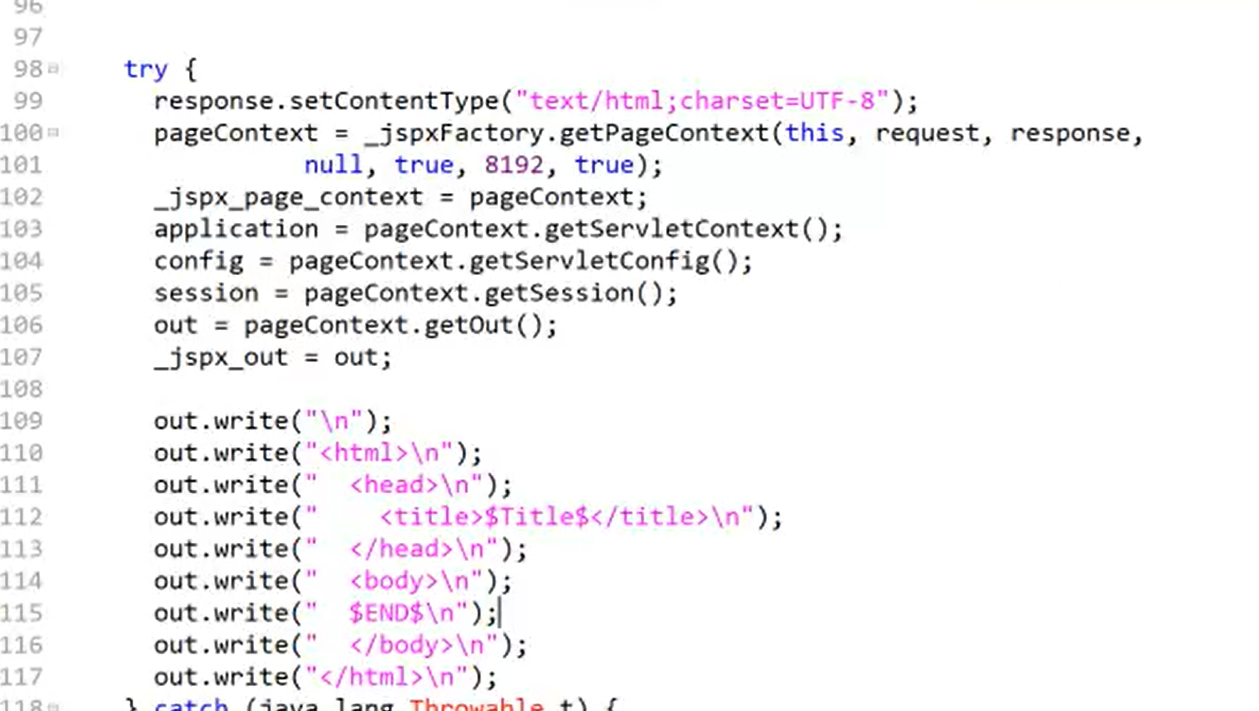 96
97
98 try {
99 response.setContentType("text/html;charset=UTF-8");
100 pageContext = _jspxFactory.getPageContext(this, request, response,
101 null, true, 8192, true);
102 _jspx_page_context = pageContext;
103 application = pageContext.getServletContext();
104 config = pageContext.getServletConfig();
105 session = pageContext.getSession();
106 out = pageContext.getOut();
107 _jspx_out = out;
108
109 out.write("\n");
110 out.write("<html>\n");
111 out.write("  <head>\n");
112 out.write("    <title>$Title$</title>\n");
113 out.write("  </head>\n");
114 out.write("  <body>\n");
115 out.write("  $END$\n");
116 out.write("  </body>\n");
117 out.write("</html>\n");
118 } catch (java.lang.Throwable t) {